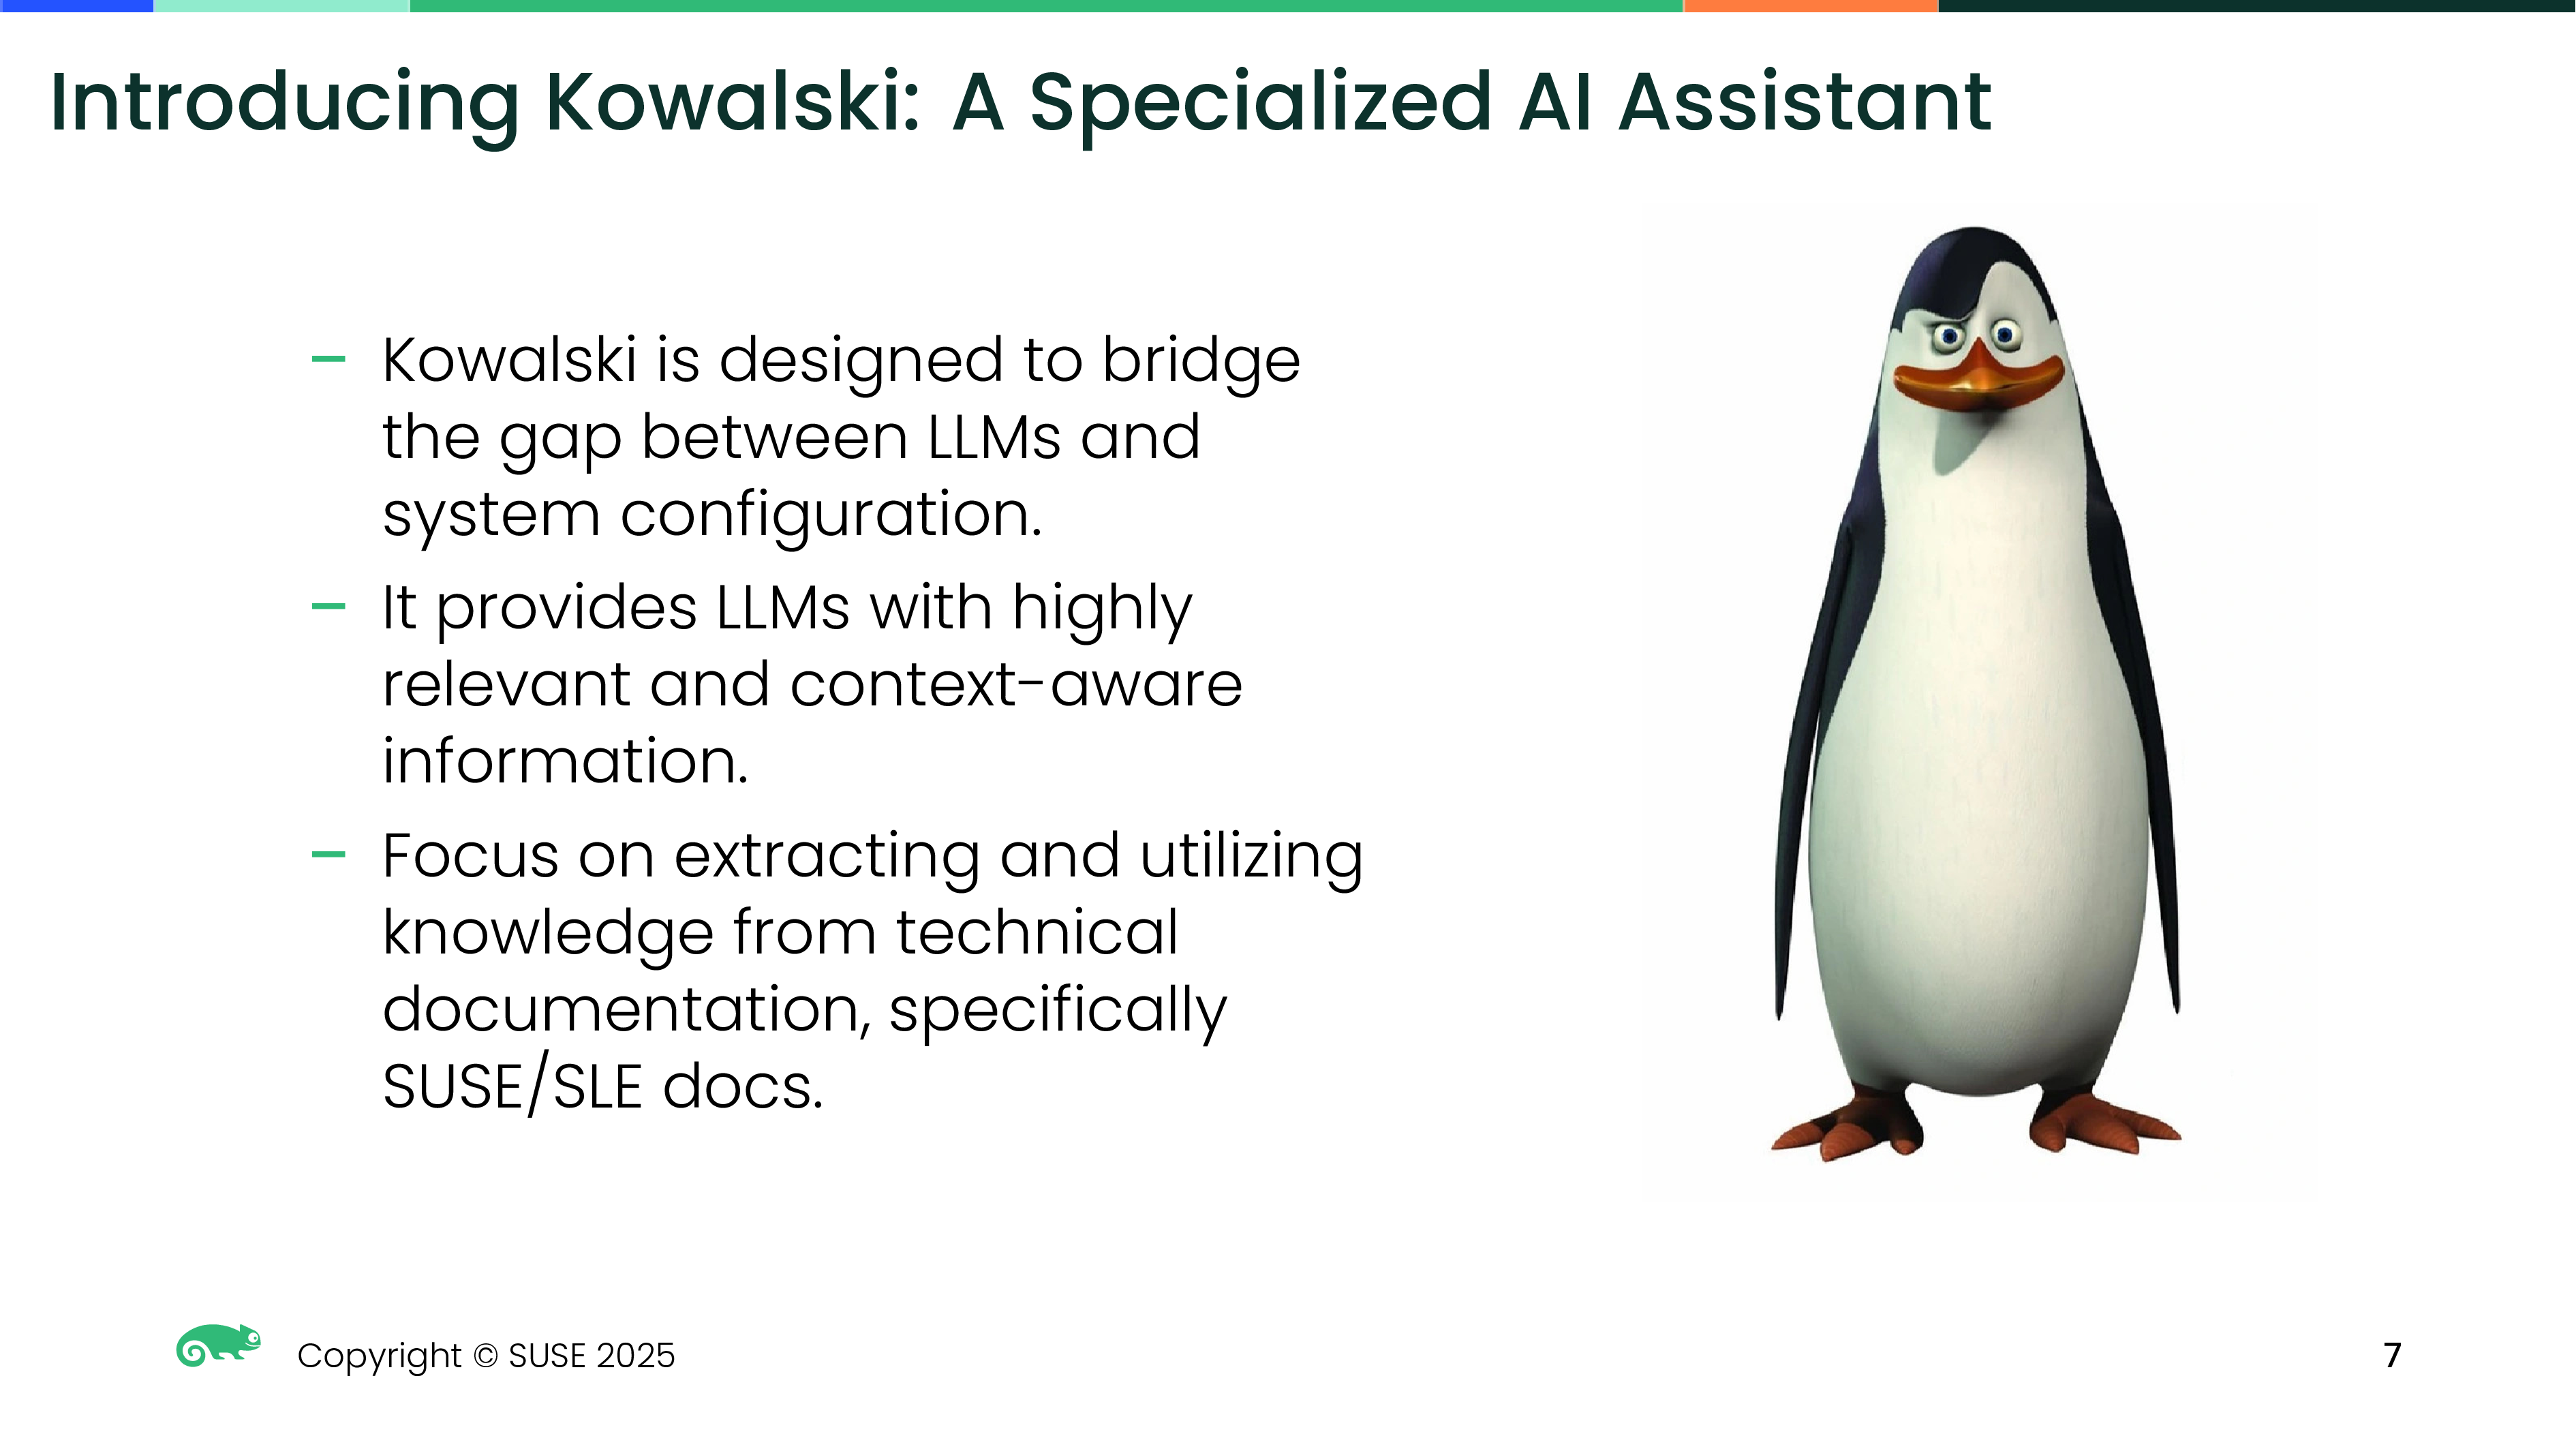 Introducing Kowalski: A Specialized AI Assistant
– Kowalski is designed to bridge
the gap between LLMs and
system configuration.
– It provides LLMs with highly
relevant and context-aware
information.
– Focus on extracting and utilizing
knowledge from technical
documentation, specifically
SUSE/SLE docs.
Copyright © SUSE 2025
7